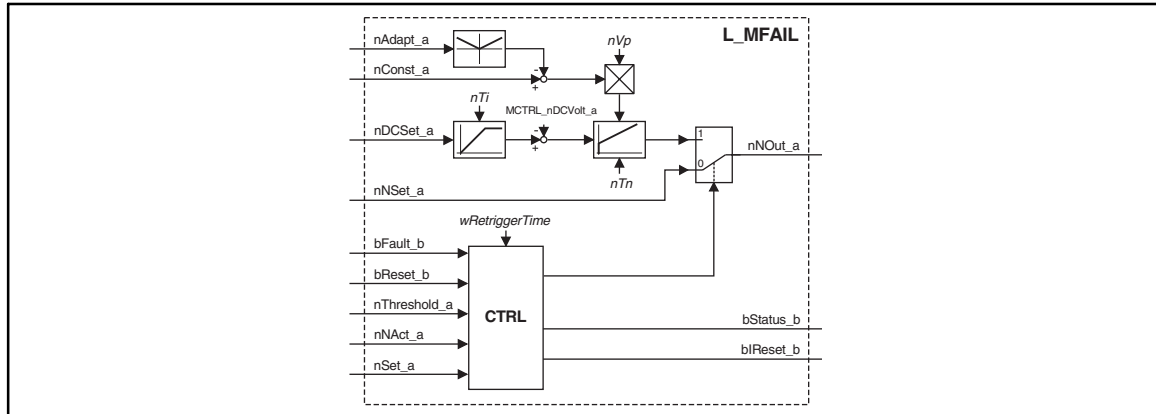 L_MFAIL
nAdapt_a
nVp
nConst_a
-
+
nTi
MCTRL_nDCVolt_a
nDCSet_a
-
+
1
0
nNOut_a
nTn
nNSet_a
wRetriggerTime
bFault_b
bReset_b
nThreshold_a
CTRL
bStatus_b
nNAct_a
bIReset_b
nSet_a